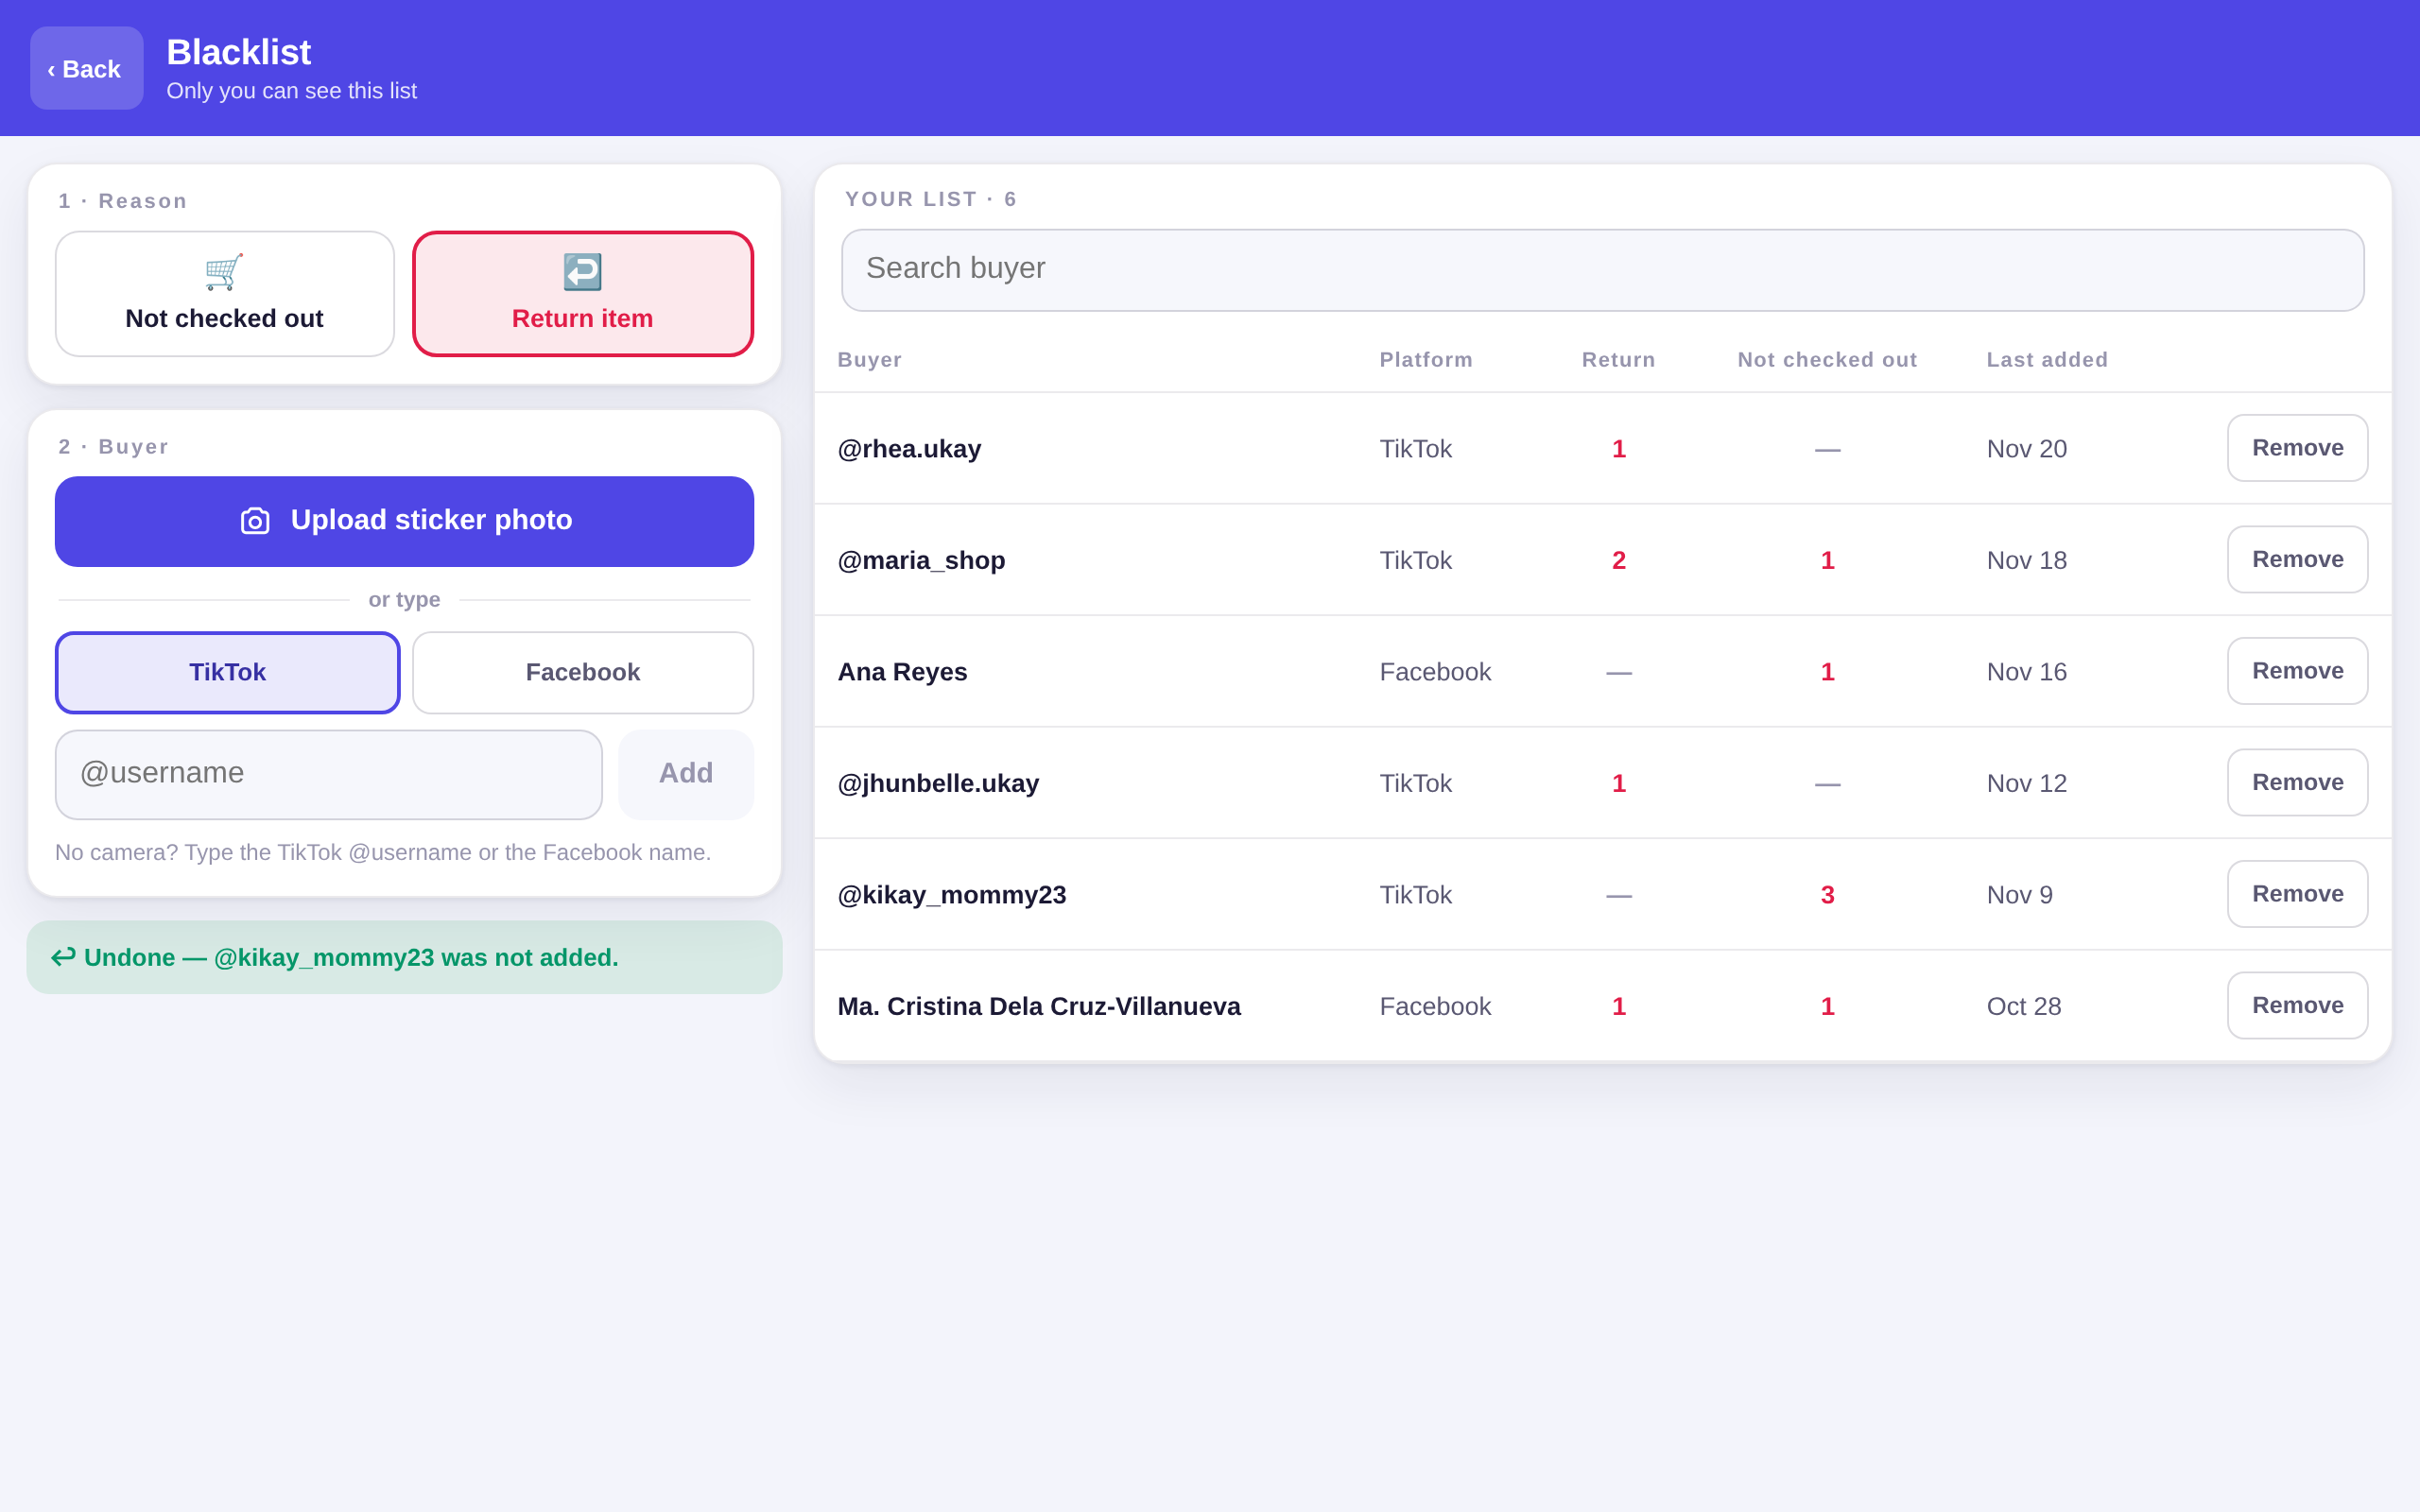 ‹ Back
Blacklist
Only you can see this list
1 · Reason
Not checked out
Return item
2 · Buyer
Upload sticker photo
or type
TikTok
Facebook
@username
Add
No camera? Type the TikTok @username or the Facebook name.
Undone — @kikay_mommy23 was not added.
YOUR LIST · 6
Search buyer
Buyer Platform Return Not checked out Last added
@rhea.ukay TikTok 1 — Nov 20 Remove
@maria_shop TikTok 2 1 Nov 18 Remove
Ana Reyes Facebook — 1 Nov 16 Remove
@jhunbelle.ukay TikTok 1 — Nov 12 Remove
@kikay_mommy23 TikTok — 3 Nov 9 Remove
Ma. Cristina Dela Cruz-Villanueva Facebook 1 1 Oct 28 Remove